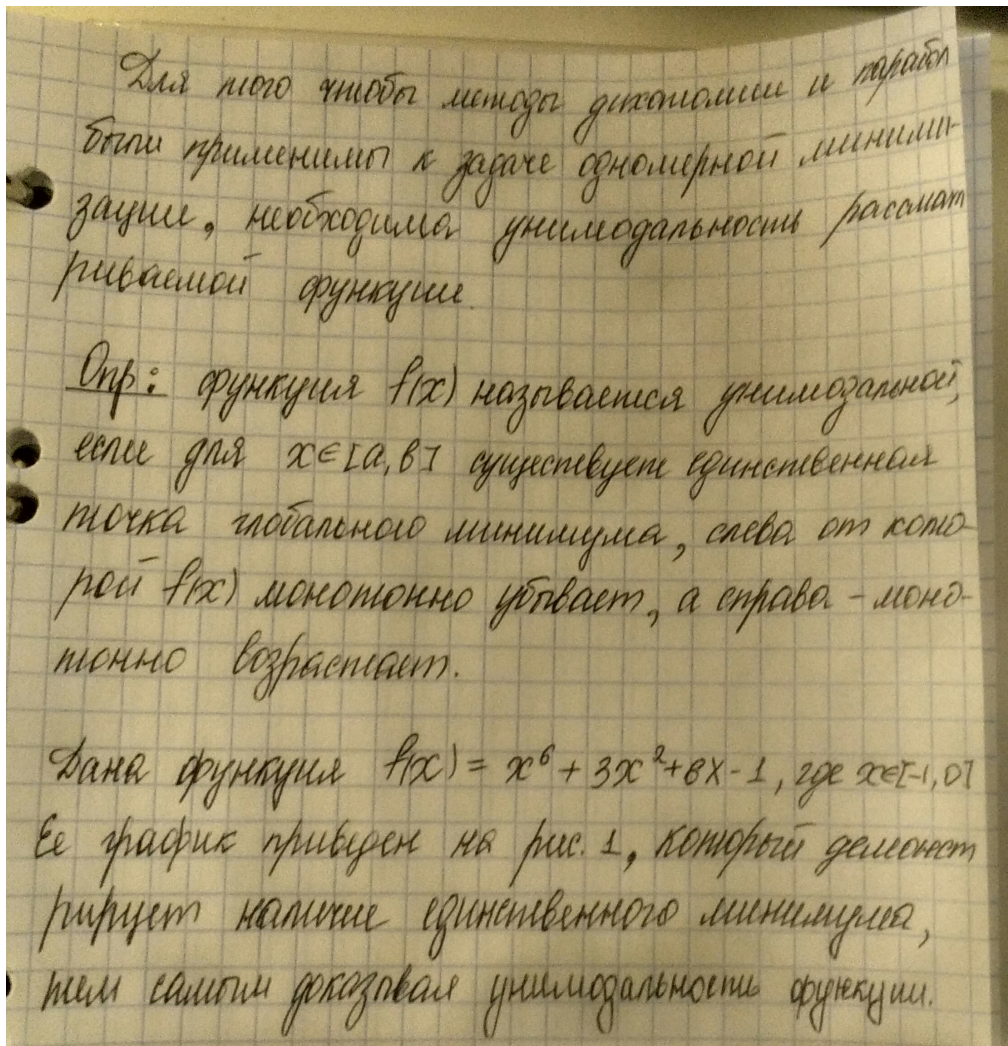 Для того чтобы методы дихотомии и парабол
были применимы к задаче одномерной миними-
зации, необходима унимодальность рассмат
риваемой функции.
Опр: функция f(x) называется унимодальной,
если для x∈[a,b] существует единственная
точка глобального минимума, слева от кото-
рой f(x) монотонно убывает, а справа - моно-
тонно возрастает.
Дана функция f(x) = x⁶ + 3x² + 6x - 1, где x∈[-1,0]
Ее график приведен на рис. 1, который демонст
рирует наличие единственного минимума,
тем самым доказывая унимодальность функции.